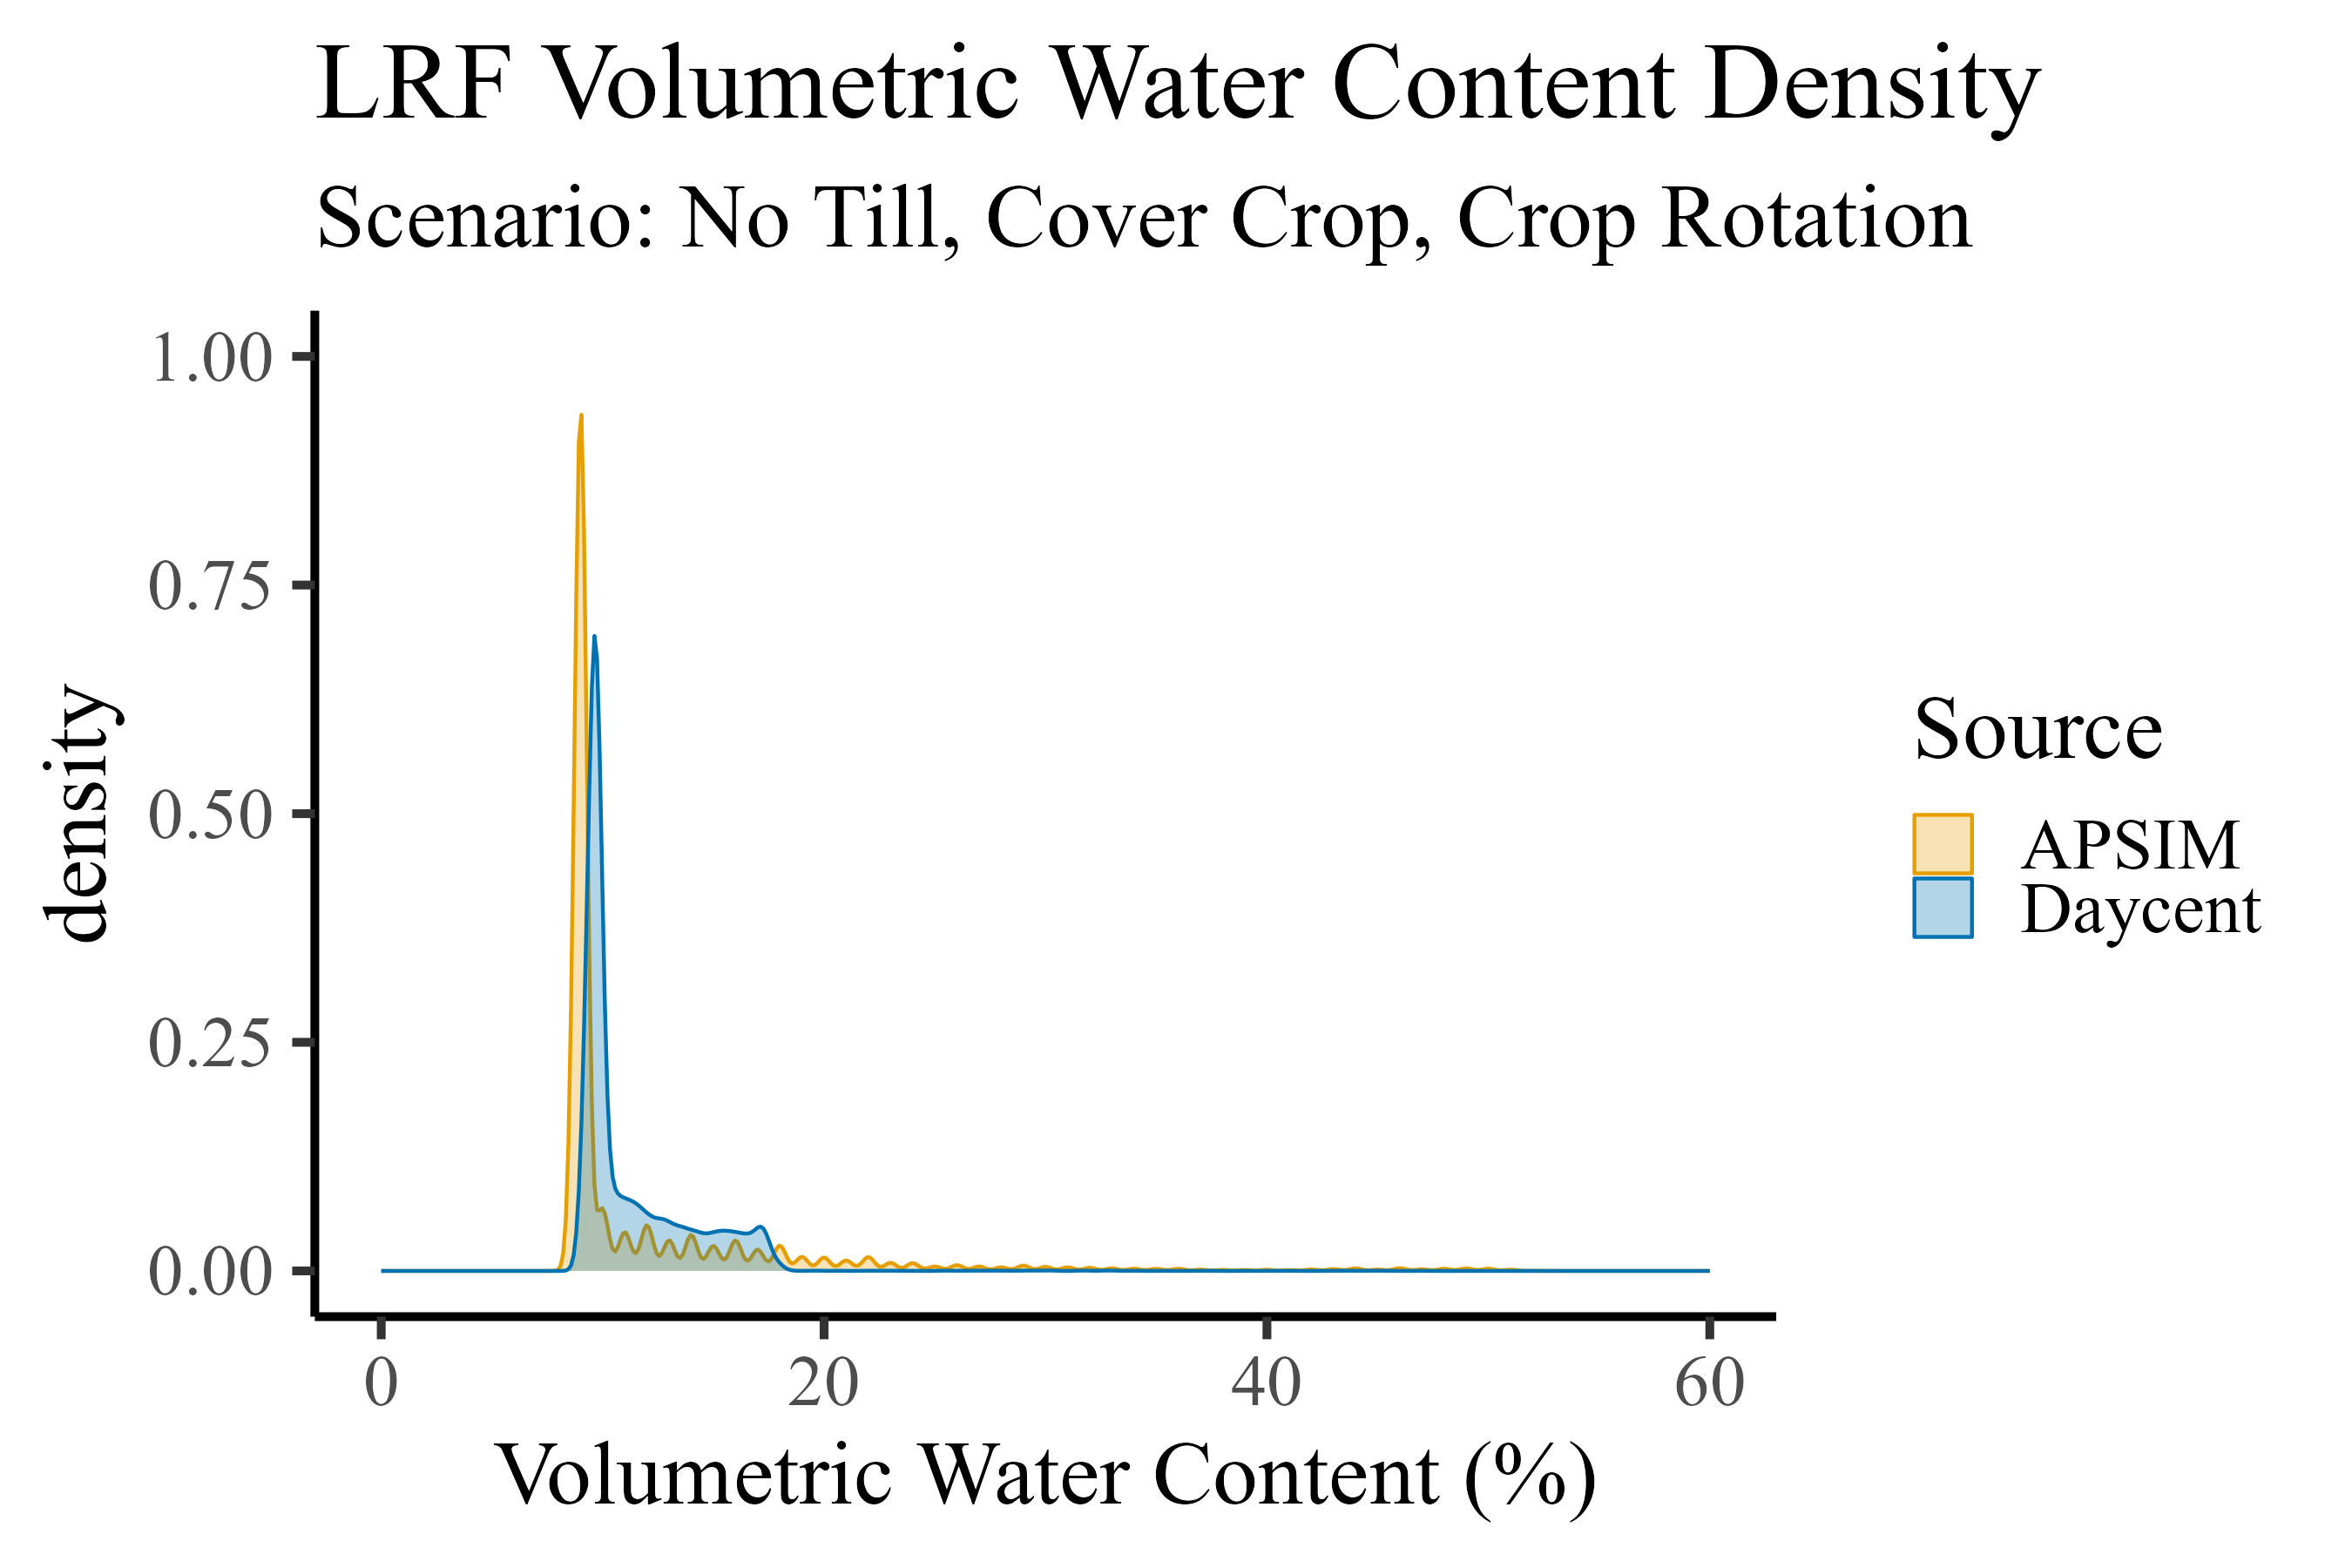 LRF Volumetric Water Content Density
Scenario: No Till, Cover Crop, Crop Rotation
1.00
0.75
0.50
0.25
0.00
density
0 20 40 60
Volumetric Water Content (%)
Source
APSIM
Daycent